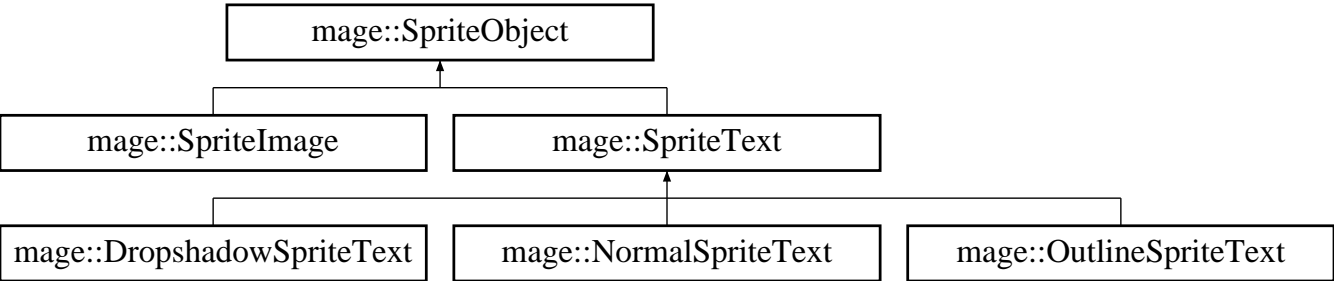 mage::SpriteObject
mage::SpriteImage
mage::SpriteText
mage::DropshadowSpriteText
mage::NormalSpriteText
mage::OutlineSpriteText